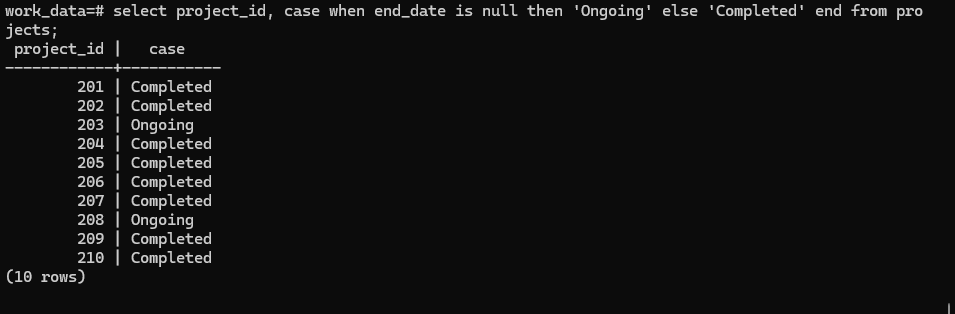 work_data=# select project_id, case when end_date is null then 'Ongoing' else 'Completed' end from pro
jects;
 project_id |   case
------------+-----------
        201 | Completed
        202 | Completed
        203 | Ongoing
        204 | Completed
        205 | Completed
        206 | Completed
        207 | Completed
        208 | Ongoing
        209 | Completed
        210 | Completed
(10 rows)